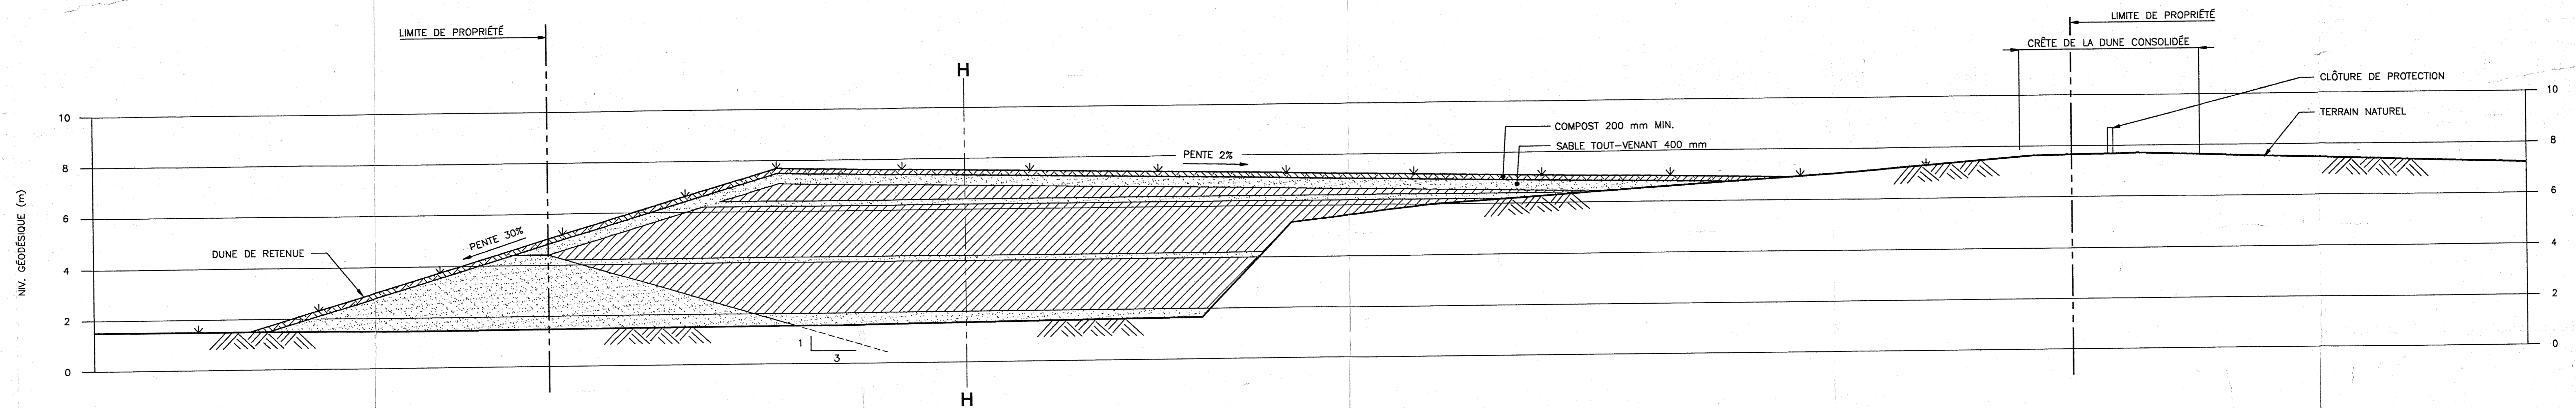 LIMITE DE PROPRIÉTÉ
LIMITE DE PROPRIÉTÉ
CRÊTE DE LA DUNE CONSOLIDÉE
H
CLÔTURE DE PROTECTION
10
10
TERRAIN NATUREL
COMPOST 200 mm MIN.
SABLE TOUT-VENANT 400 mm
PENTE 2%
8
8
6
6
NIV. GÉODÉSIQUE (m)
PENTE 30%
DUNE DE RETENUE
4
4
2
2
1
3
0
0
H